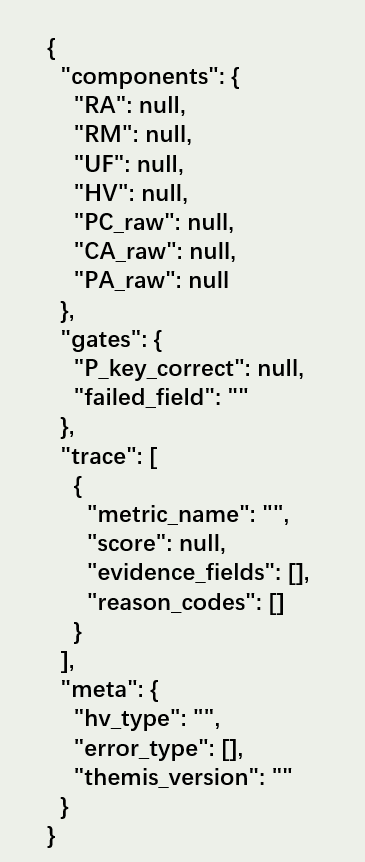 {
  "components": {
    "RA": null,
    "RM": null,
    "UF": null,
    "HV": null,
    "PC_raw": null,
    "CA_raw": null,
    "PA_raw": null
  },
  "gates": {
    "P_key_correct": null,
    "failed_field": ""
  },
  "trace": [
    {
      "metric_name": "",
      "score": null,
      "evidence_fields": [],
      "reason_codes": []
    }
  ],
  "meta": {
    "hv_type": "",
    "error_type": [],
    "themis_version": ""
  }
}